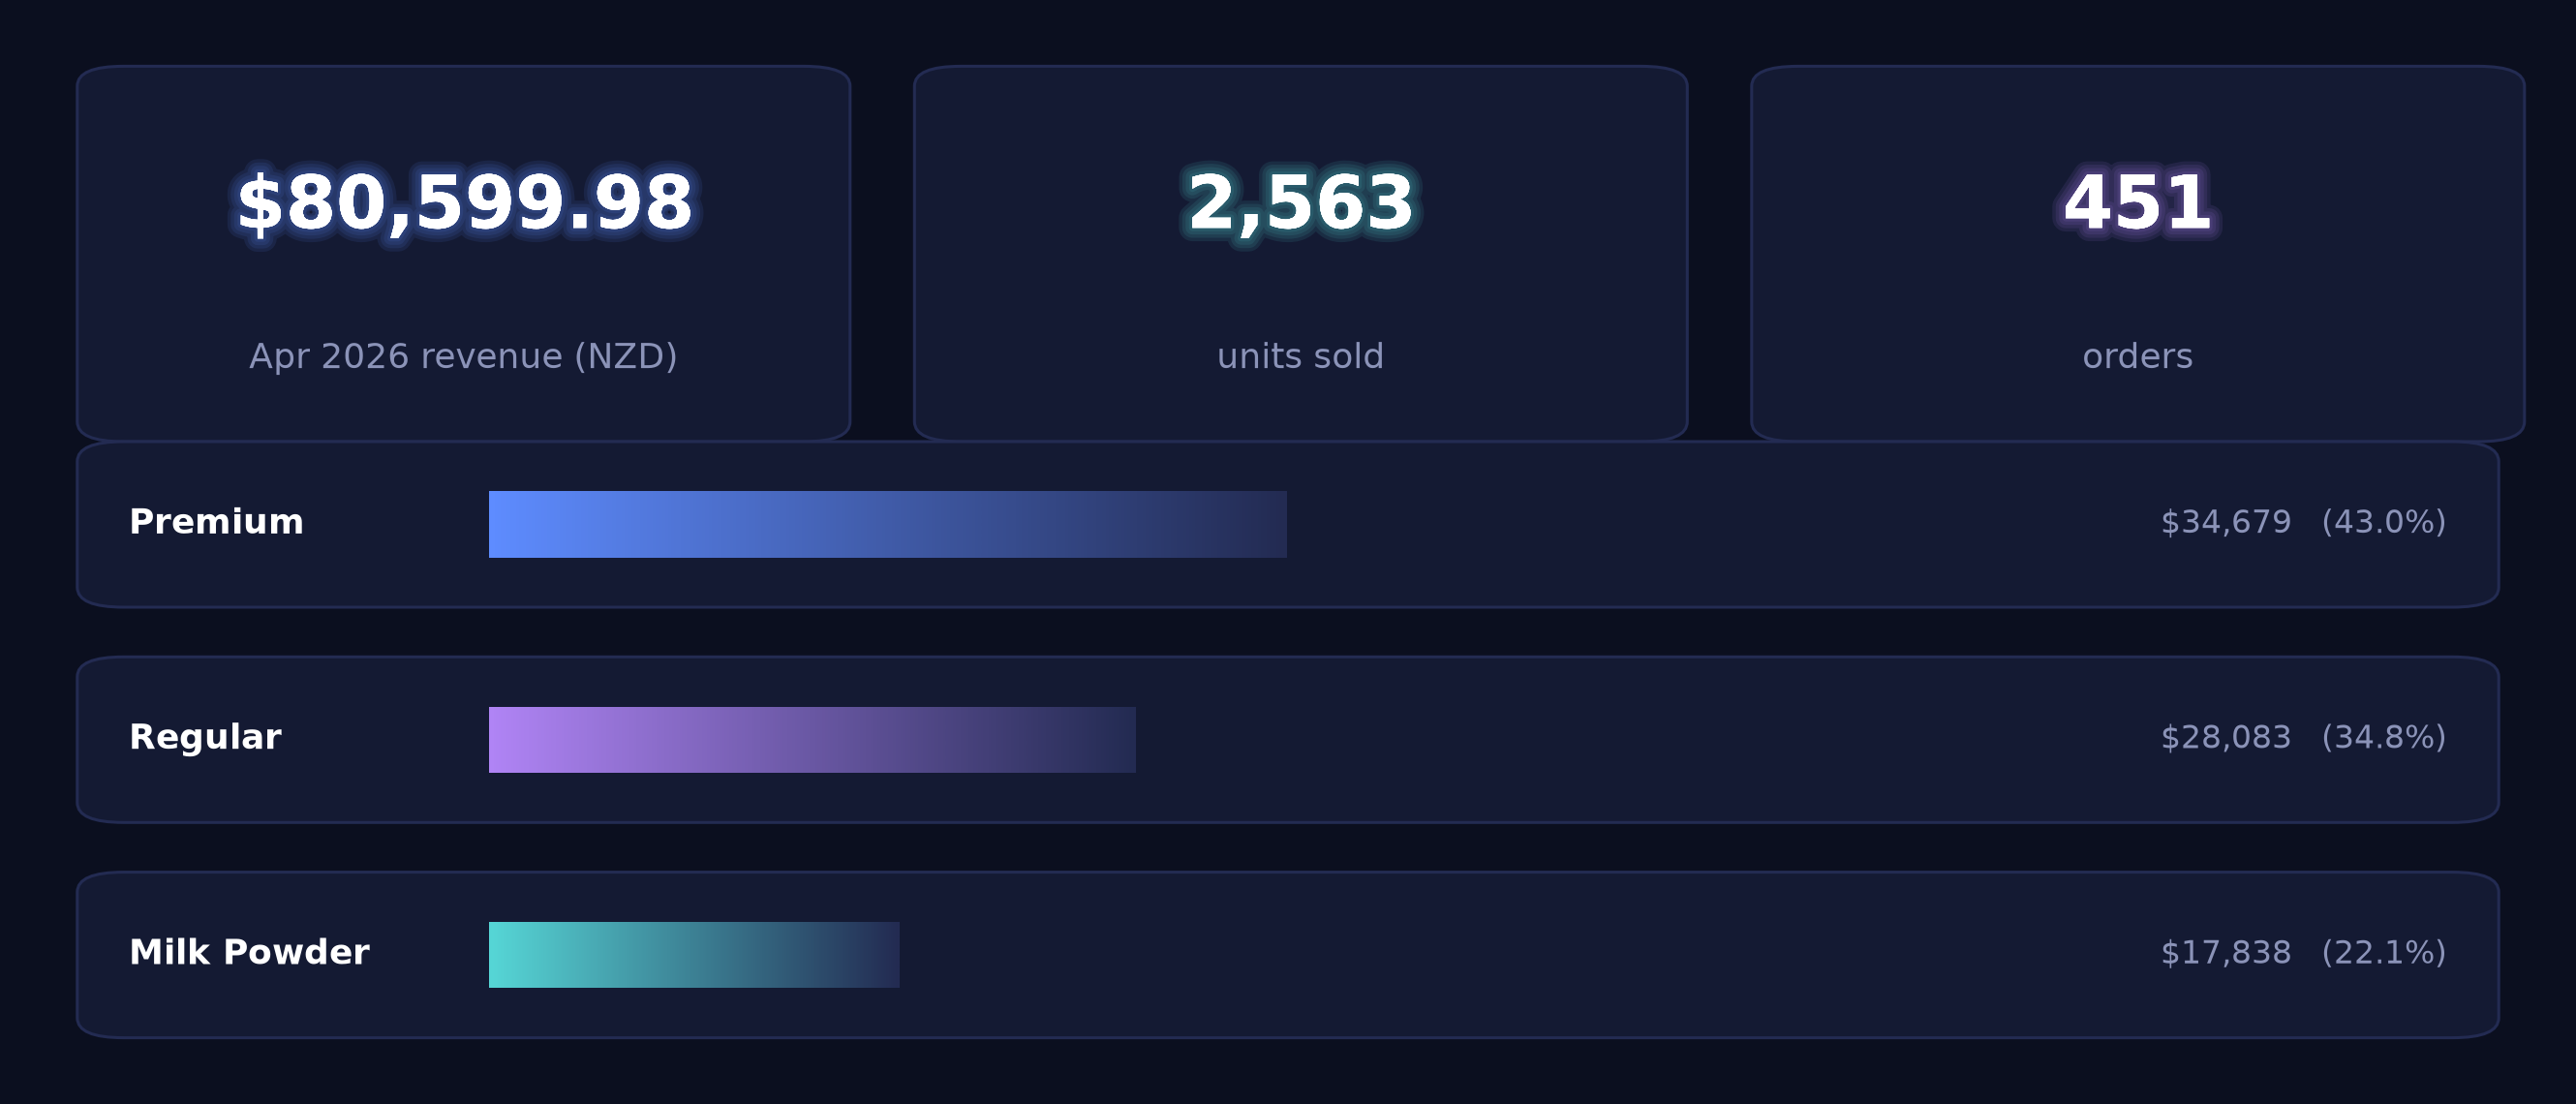 $80,599.98
Apr 2026 revenue (NZD)
2,563
units sold
451
orders
Premium $34,679 (43.0%)
Regular $28,083 (34.8%)
Milk Powder $17,838 (22.1%)